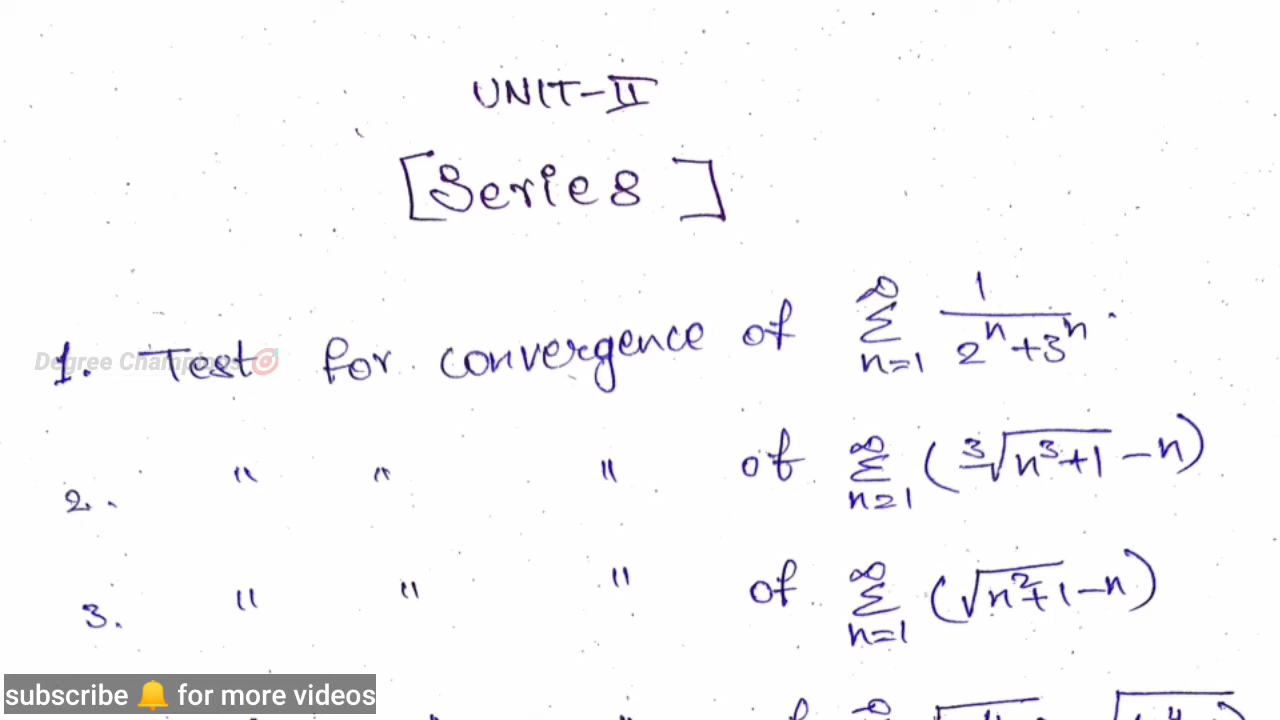 UNIT-II
[Series]
1. Test for convergence of ∞ Σ n=1 1/(2^n+3^n).
Degree Champions🎯
2. " " " of ∞ Σ n=1 (³√(n³+1) -n)
3. " " " of ∞ Σ n=1 (√(n²+1) -n)
subscribe 🔔 for more videos